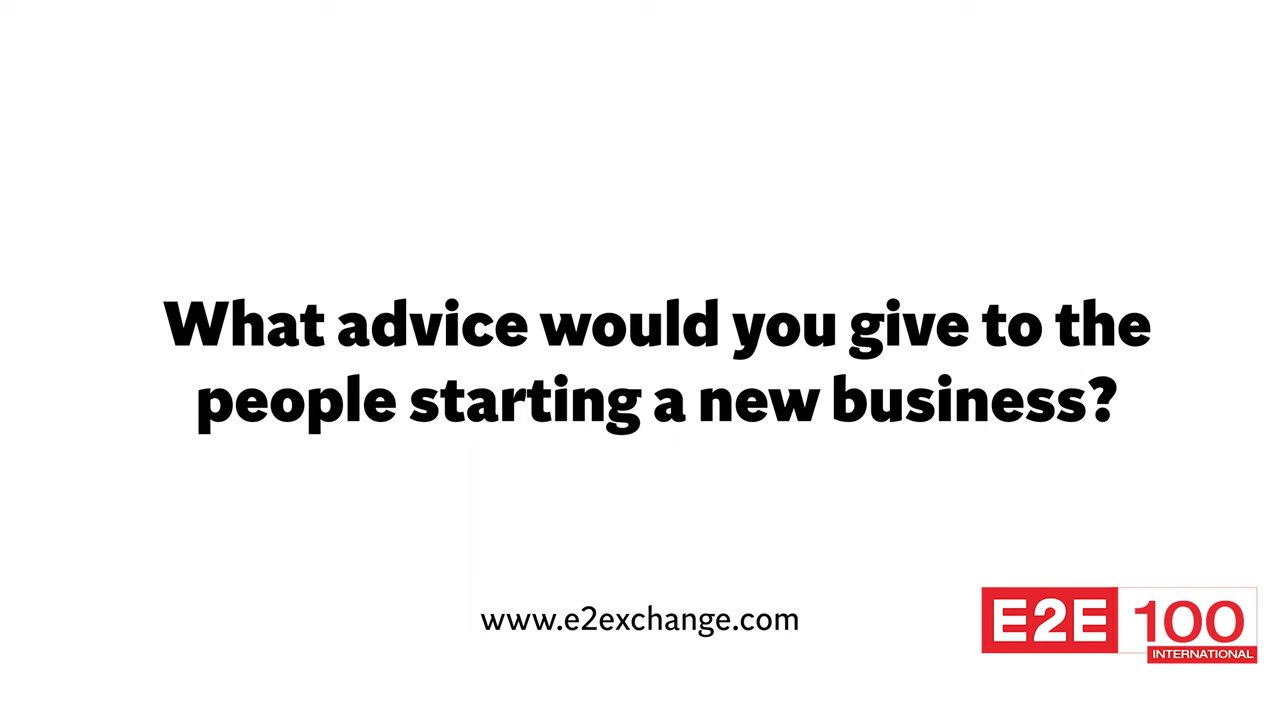 What advice would you give to the
people starting a new business?
www.e2exchange.com
E2E 100
INTERNATIONAL